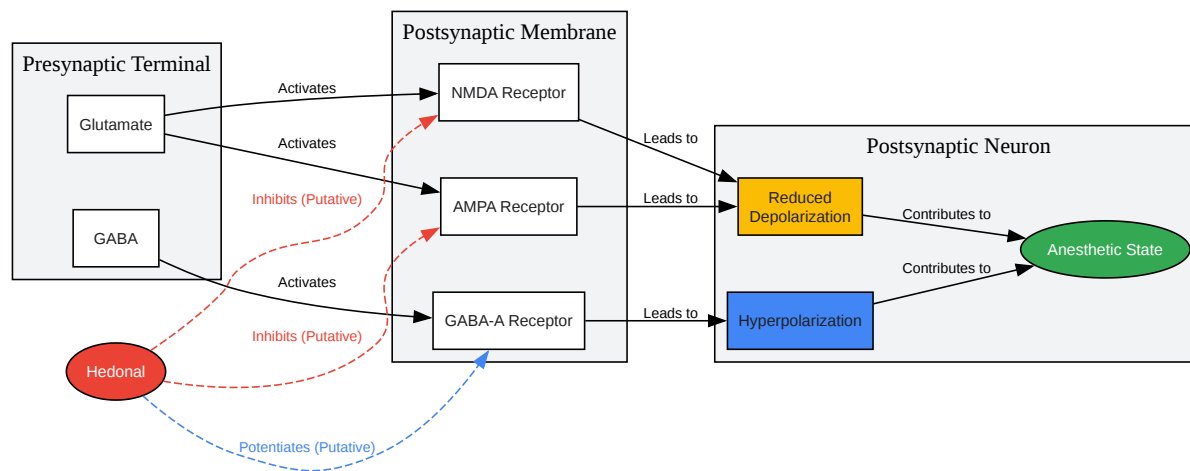 Presynaptic Terminal
Glutamate
GABA
Hedonal
Activates
Activates
Inhibits (Putative)
Activates
Inhibits (Putative)
Potentiates (Putative)
Postsynaptic Membrane
NMDA Receptor
AMPA Receptor
GABA-A Receptor
Leads to
Leads to
Leads to
Postsynaptic Neuron
Reduced
Depolarization
Hyperpolarization
Contributes to
Contributes to
Anesthetic State